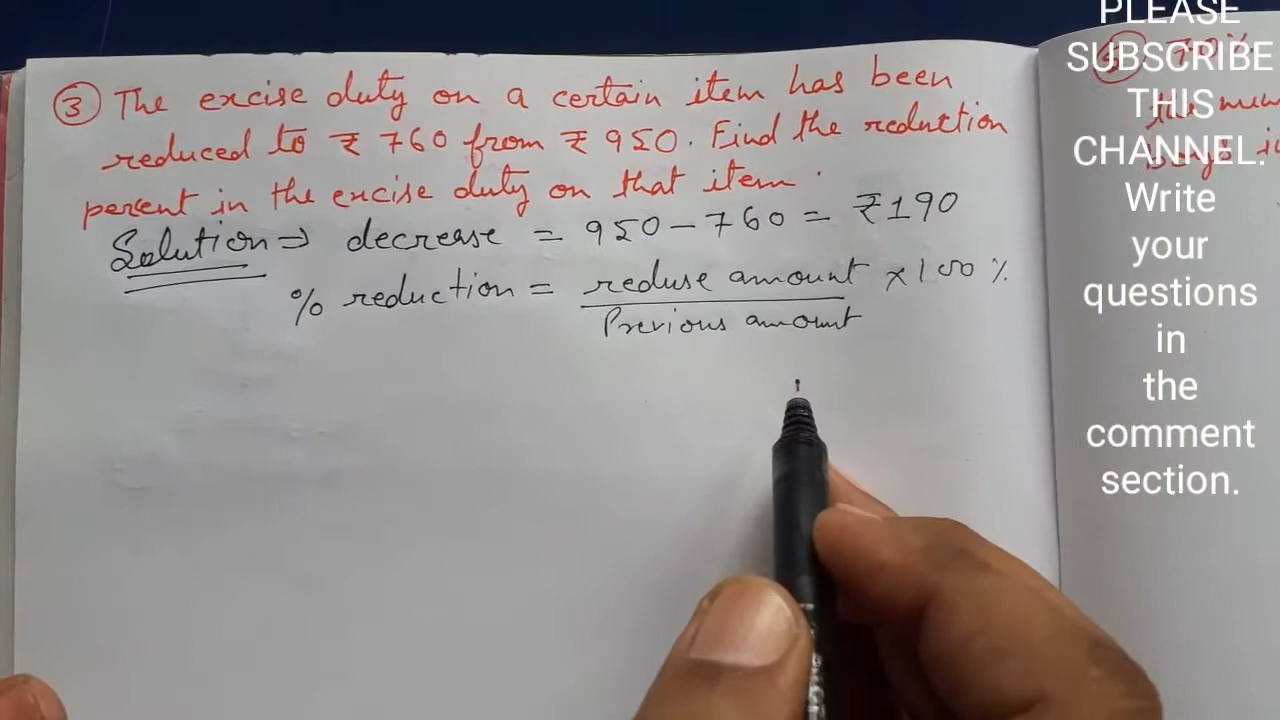 ③ The excise duty on a certain item has been
reduced to ₹ 760 from ₹ 950. Find the reduction
percent in the excise duty on that item.
Solution ⇒ decrease = 950 - 760 = ₹190
% reduction = reduse amount × 100 %
Previous amount
the
PLEASE
SUBSCRIBE
THIS
CHANNEL.
Write
your
questions
in
the
comment
section.